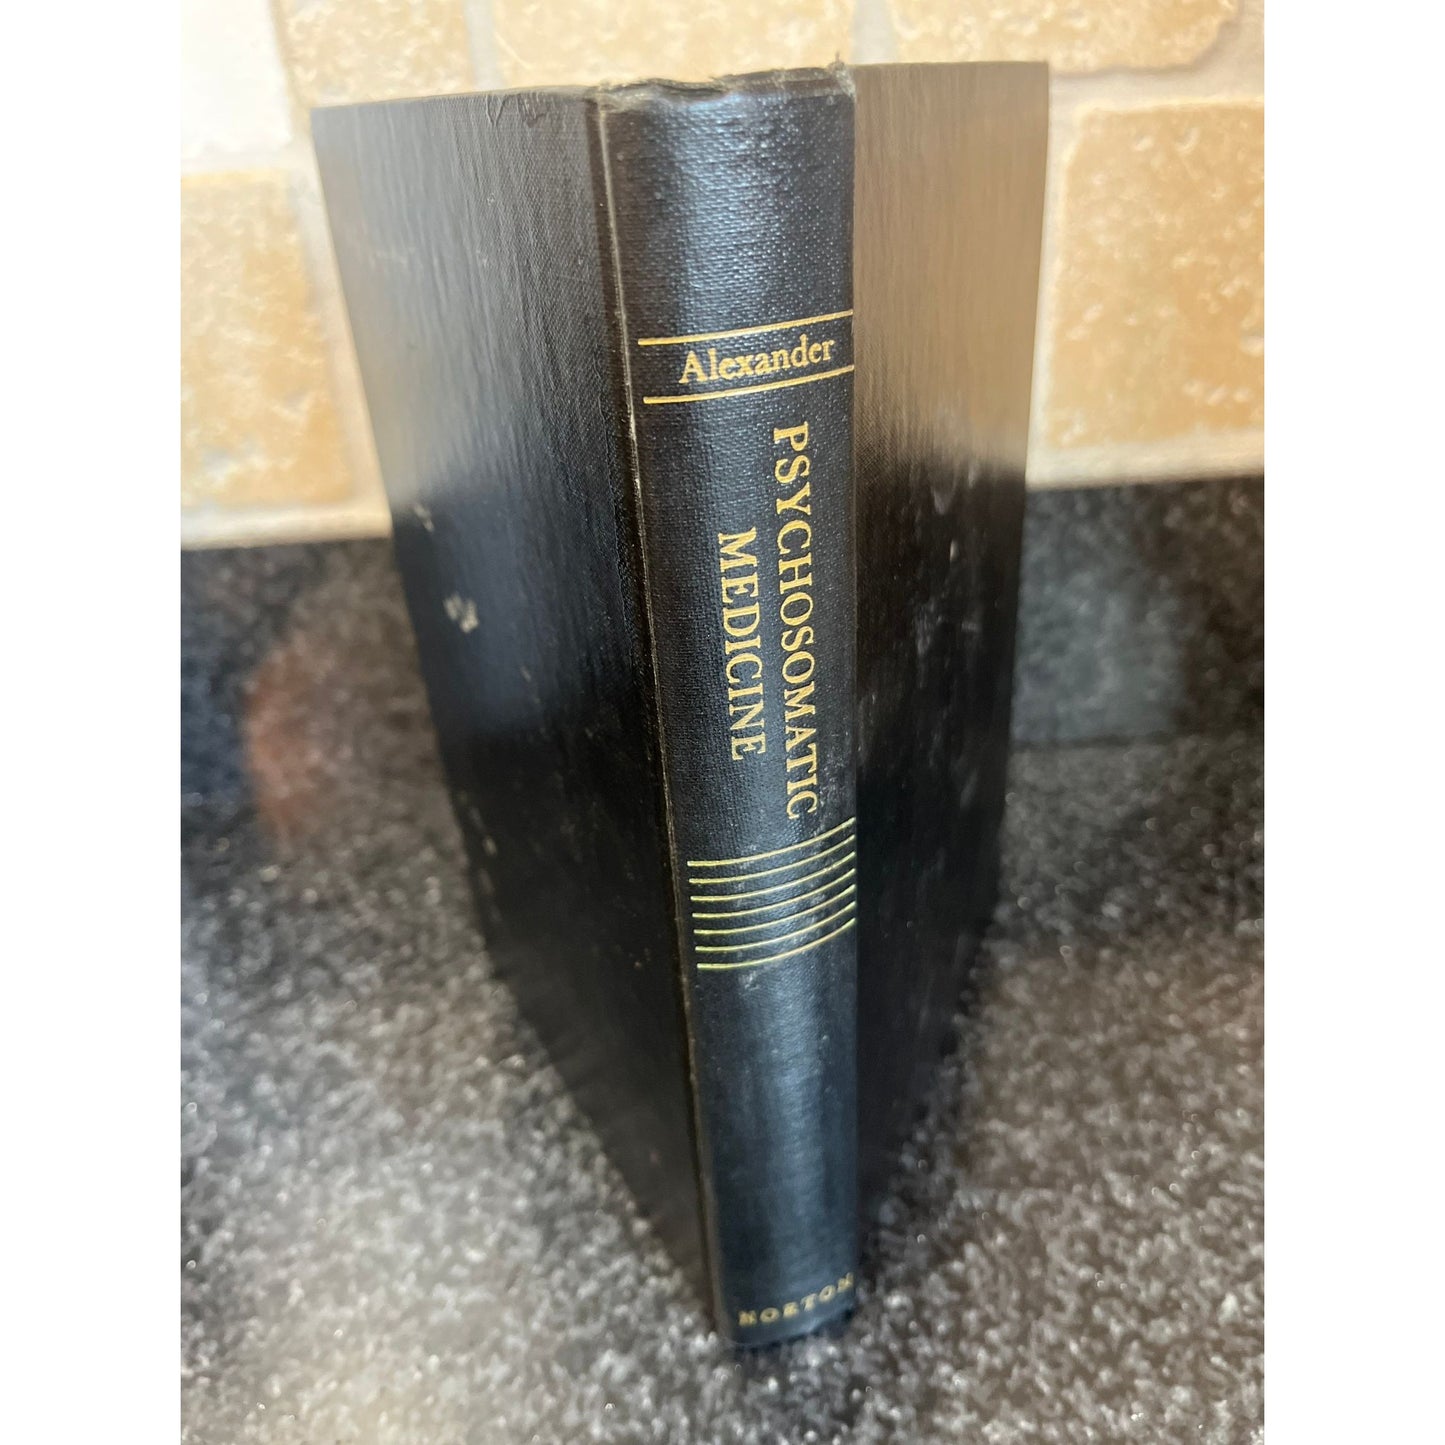 Alexander
PSYCHOSOMATIC
MEDICINE
NORTON